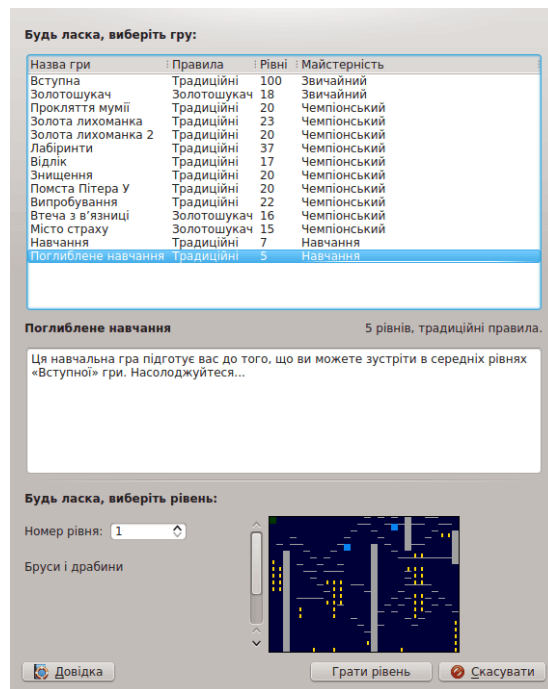 Будь ласка, виберіть гру:
Назва гри Правила Рівні Майстерність
Вступна Традиційні 100 Звичайний
Золотошукач Золотошукач 18 Звичайний
Прокляття мумії Традиційні 20 Чемпіонський
Золота лихоманка Традиційні 23 Чемпіонський
Золота лихоманка 2 Традиційні 20 Чемпіонський
Лабіринти Традиційні 37 Чемпіонський
Відлік Традиційні 17 Чемпіонський
Знищення Традиційні 20 Чемпіонський
Помста Пітера У Традиційні 20 Чемпіонський
Випробування Традиційні 22 Чемпіонський
Втеча з в’язниці Золотошукач 16 Чемпіонський
Місто страху Золотошукач 15 Чемпіонський
Навчання Традиційні 7 Навчання
Поглиблене навчання Традиційні 5 Навчання
Поглиблене навчання 5 рівнів, традиційні правила.
Ця навчальна гра підготує вас до того, що ви можете зустріти в середніх рівнях
«Вступної» гри. Насолоджуйтеся...
Будь ласка, виберіть рівень:
Номер рівня: 1
Бруси і драбини
Довідка Грати рівень Скасувати